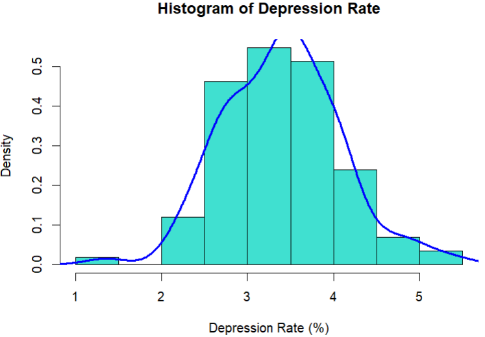 Histogram of Depression Rate
Density
0.5
0.4
0.3
0.2
0.1
0.0
1 2 3 4 5
Depression Rate (%)